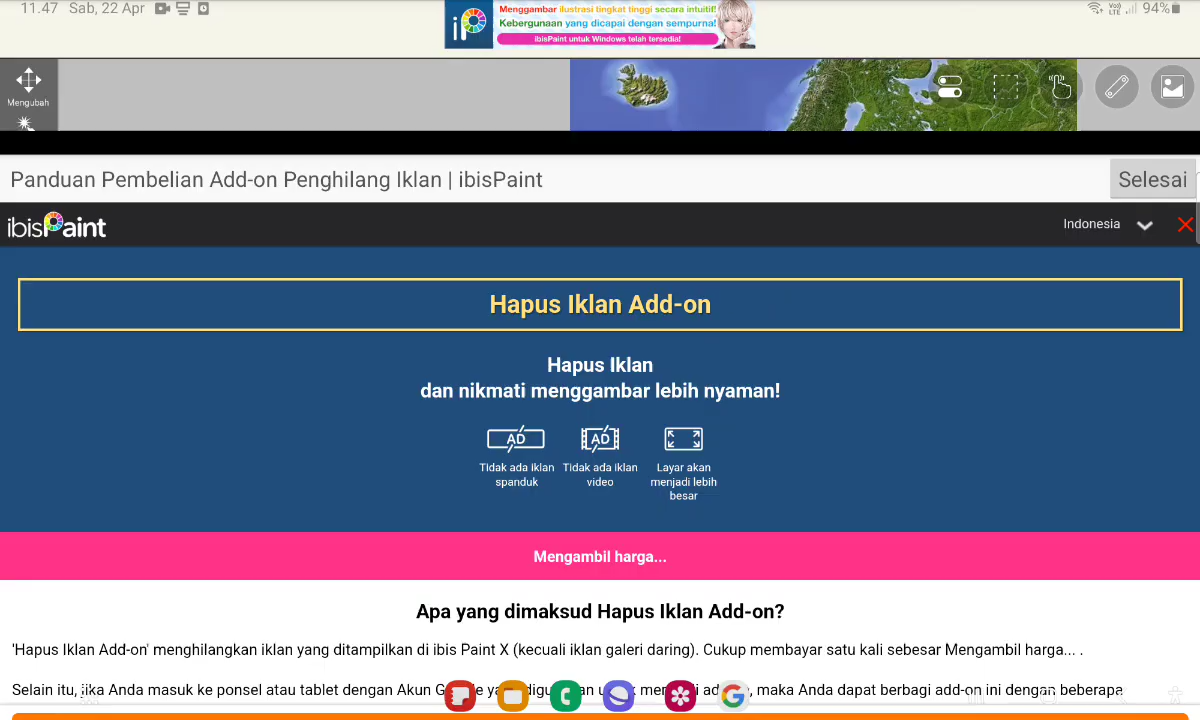 11.47 Sab, 22 Apr
94%
Menggambar ilustrasi tingkat tinggi secara intuitif!
Kebergunaan yang dicapai dengan sempurna!
ibisPaint untuk Windows telah tersedia!
Mengubah
Panduan Pembelian Add-on Penghilang Iklan | ibisPaint
Selesai
ibisPaint
Indonesia
Hapus Iklan Add-on
Hapus Iklan
dan nikmati menggambar lebih nyaman!
AD
AD
Tidak ada iklan spanduk
Tidak ada iklan video
Layar akan menjadi lebih besar
Mengambil harga...
Apa yang dimaksud Hapus Iklan Add-on?
'Hapus Iklan Add-on' menghilangkan iklan yang ditampilkan di ibis Paint X (kecuali iklan galeri daring). Cukup membayar satu kali sebesar Mengambil harga... .
Selain itu, jika Anda masuk ke ponsel atau tablet dengan Akun maka Anda dapat berbagi add-on ini dengan beberapa